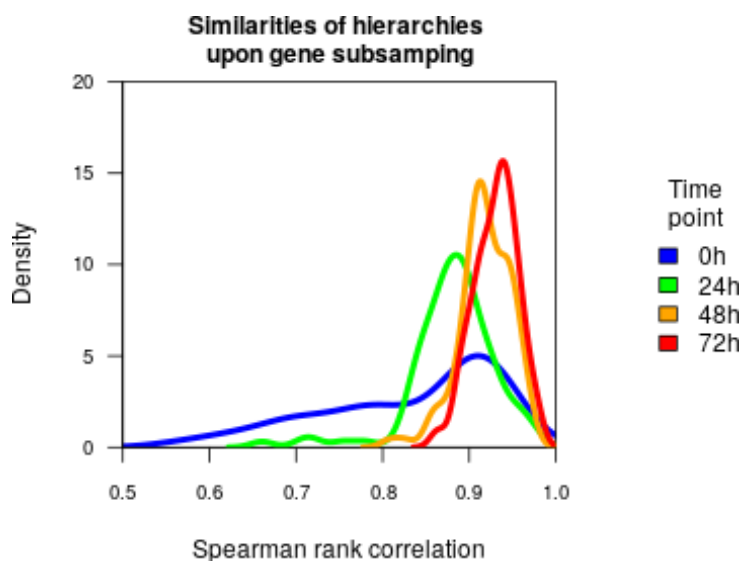 Similarities of hierarchies
upon gene subsamping
20
15
10
5
0
Density
0.5 0.6 0.7 0.8 0.9 1.0
Spearman rank correlation
Time
point
0h
24h
48h
72h